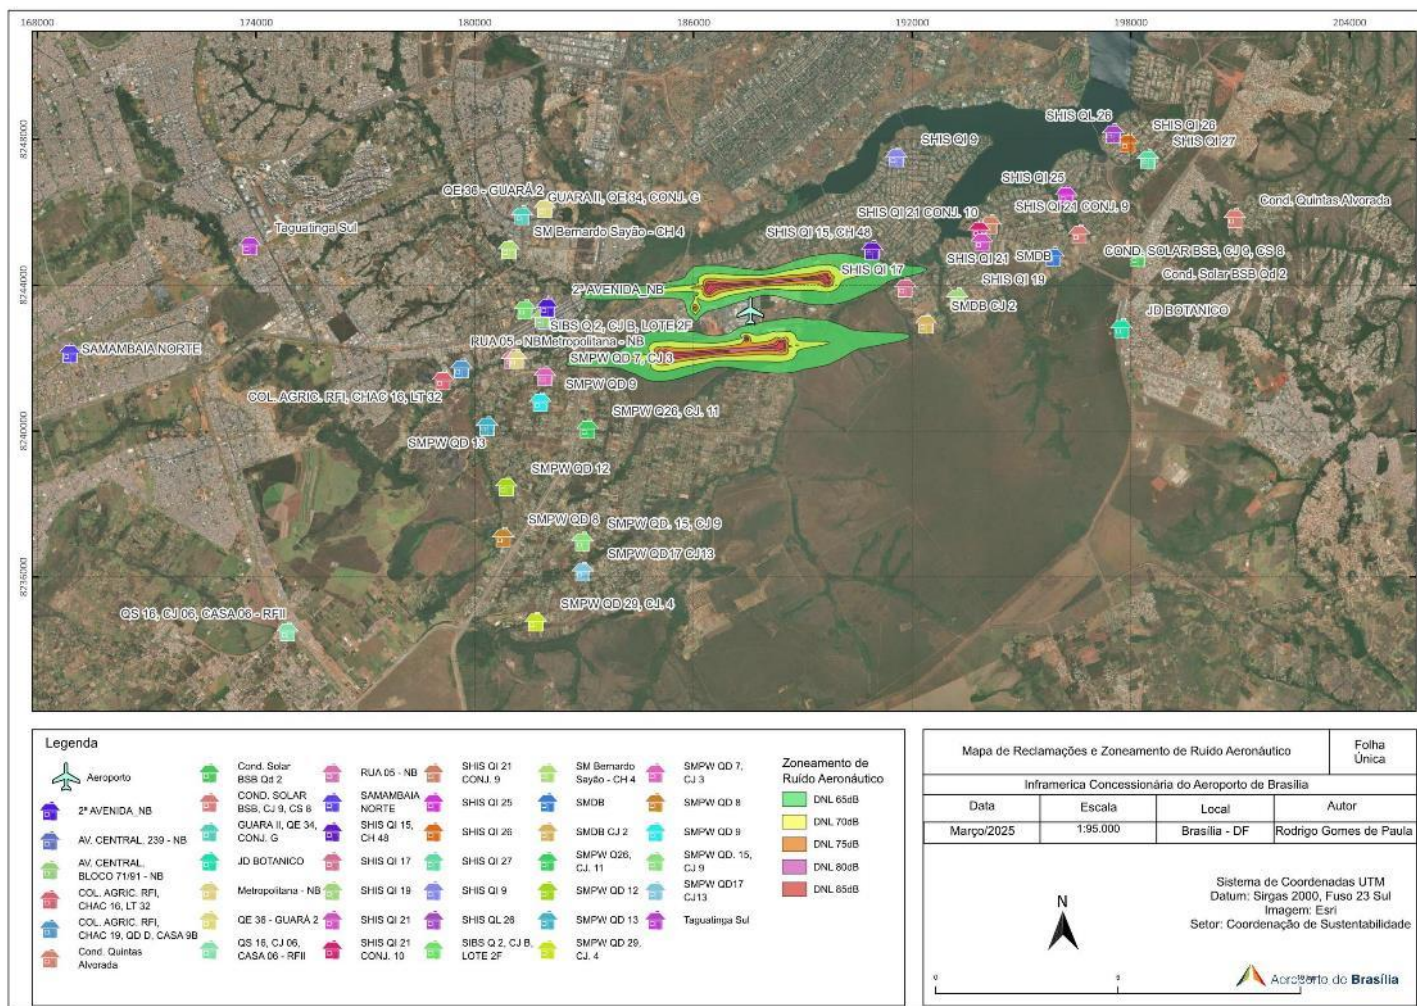 168000
174000
180000
186000
192000
198000
204000
8248000
8244000
8240000
8236000
SHIS QL 26
SHIS QI 26
SHIS QI 27
SHIS QI 9
SHIS QI 25
QE 38 - GUARÁ 2
GUARA II, QE 34, CONJ. G
Cond. Quintas Alvorada
SHIS QI 21 CONJ. 10
SHIS QI 21 CONJ. 9
Taguatinga Sul
SM Bernardo Sayão - CH 4
SHIS QI 15, CH 48
SHIS QI 21
SMDB
COND. SOLAR BSB, CJ 9, CS 8
SHIS QI 17
SHIS QI 19
Cond. Solar BSB Qd 2
2ª AVENIDA_NB
SMDB CJ 2
JD BOTANICO
SIBS Q 2, CJ B, LOTE 2F
RUA 05 - NB
Metropolitana - NB
SAMAMBAIA NORTE
SMPW QD 7, CJ 3
SMPW QD 9
COL. AGRIC. RFI, CHAC 16, LT 32
SMPW Q26, CJ. 11
SMPW QD 13
SMPW QD 12
SMPW QD 8
SMPW QD. 15, CJ 9
SMPW QD17 CJ13
SMPW QD 29, CJ. 4
QS 16, CJ 06, CASA 06 - RFII
Legenda
Aeroporto
2ª AVENIDA_NB
AV. CENTRAL, 239 - NB
AV. CENTRAL,
BLOCO 71/91 - NB
COL. AGRIC. RFI,
CHAC 16, LT 32
COL. AGRIC. RFI,
CHAC 19, QD D, CASA 9B
Cond. Quintas
Alvorada
Cond. Solar
BSB Qd 2
COND. SOLAR
BSB, CJ 9, CS 8
GUARA II, QE 34,
CONJ. G
JD BOTANICO
Metropolitana - NB
QE 38 - GUARÁ 2
QS 16, CJ 06,
CASA 06 - RFII
RUA 05 - NB
SAMAMBAIA
NORTE
SHIS QI 15,
CH 48
SHIS QI 17
SHIS QI 19
SHIS QI 21
SHIS QI 21
CONJ. 10
SHIS QI 21
CONJ. 9
SHIS QI 25
SHIS QI 26
SHIS QI 27
SHIS QI 9
SHIS QL 26
SIBS Q 2, CJ B,
LOTE 2F
SM Bernardo
Sayão - CH 4
SMDB
SMDB CJ 2
SMPW Q26,
CJ. 11
SMPW QD 12
SMPW QD 13
SMPW QD 29,
CJ. 4
SMPW QD 7,
CJ 3
SMPW QD 8
SMPW QD 9
SMPW QD. 15,
CJ 9
SMPW QD17
CJ13
Taguatinga Sul
Zoneamento de
Ruído Aeronáutico
DNL 65dB
DNL 70dB
DNL 75dB
DNL 80dB
DNL 85dB
Mapa de Reclamações e Zoneamento de Ruido Aeronáutico
Folha
Única
Inframerica Concessionária do Aeroporto de Brasília
Data
Escala
Local
Autor
Março/2025
1:95.000
Brasília - DF
Rodrigo Gomes de Paula
Sistema de Coordenadas UTM
Datum: Sirgas 2000, Fuso 23 Sul
Imagem: Esri
Setor: Coordenação de Sustentabilidade
N
0
Aeroporto de Brasília